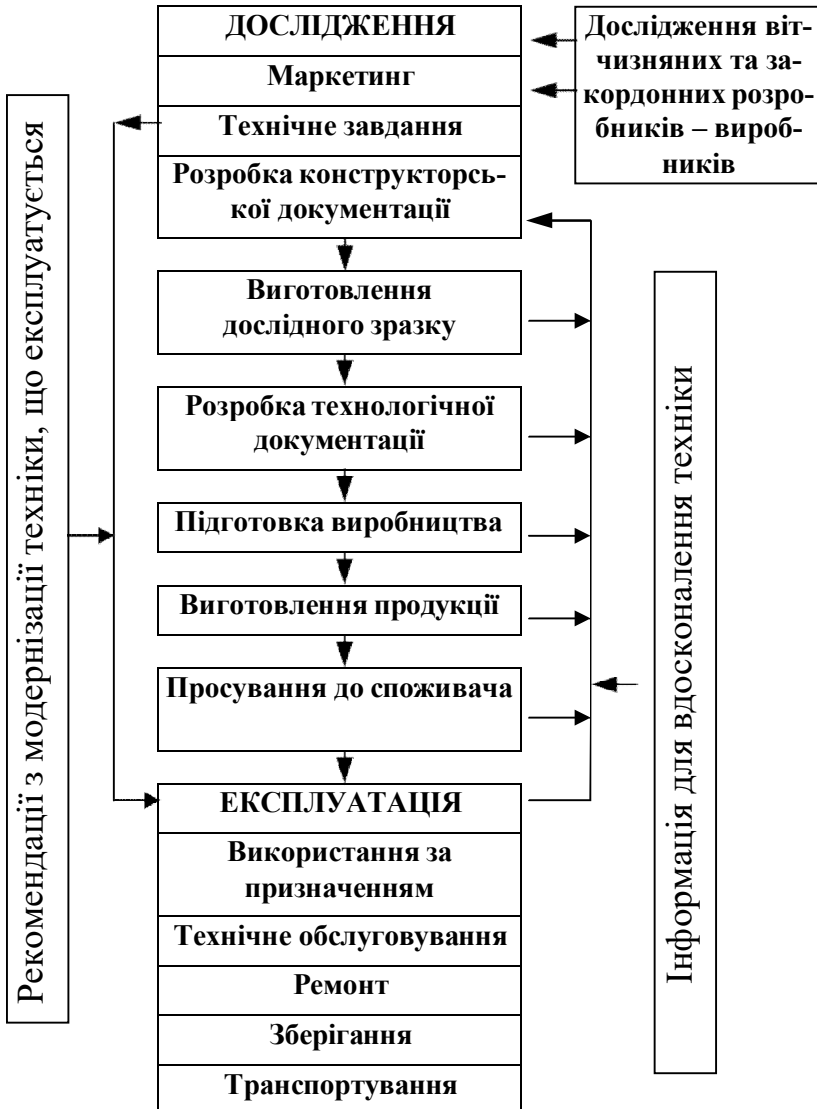 ДОСЛІДЖЕННЯ
Маркетинг
Технічне завдання
Розробка конструкторсь-
кої документації
Дослідження віт-
чизняних та за-
кордонних розро-
бників – вироб-
ників
Рекомендації з модернізації техніки, що експлуатується
Виготовлення
дослідного зразку
Розробка технологічної
документації
Підготовка виробництва
Виготовлення продукції
Просування до споживача
Інформація для вдосконалення техніки
ЕКСПЛУАТАЦІЯ
Використання за
призначенням
Технічне обслуговування
Ремонт
Зберігання
Транспортування